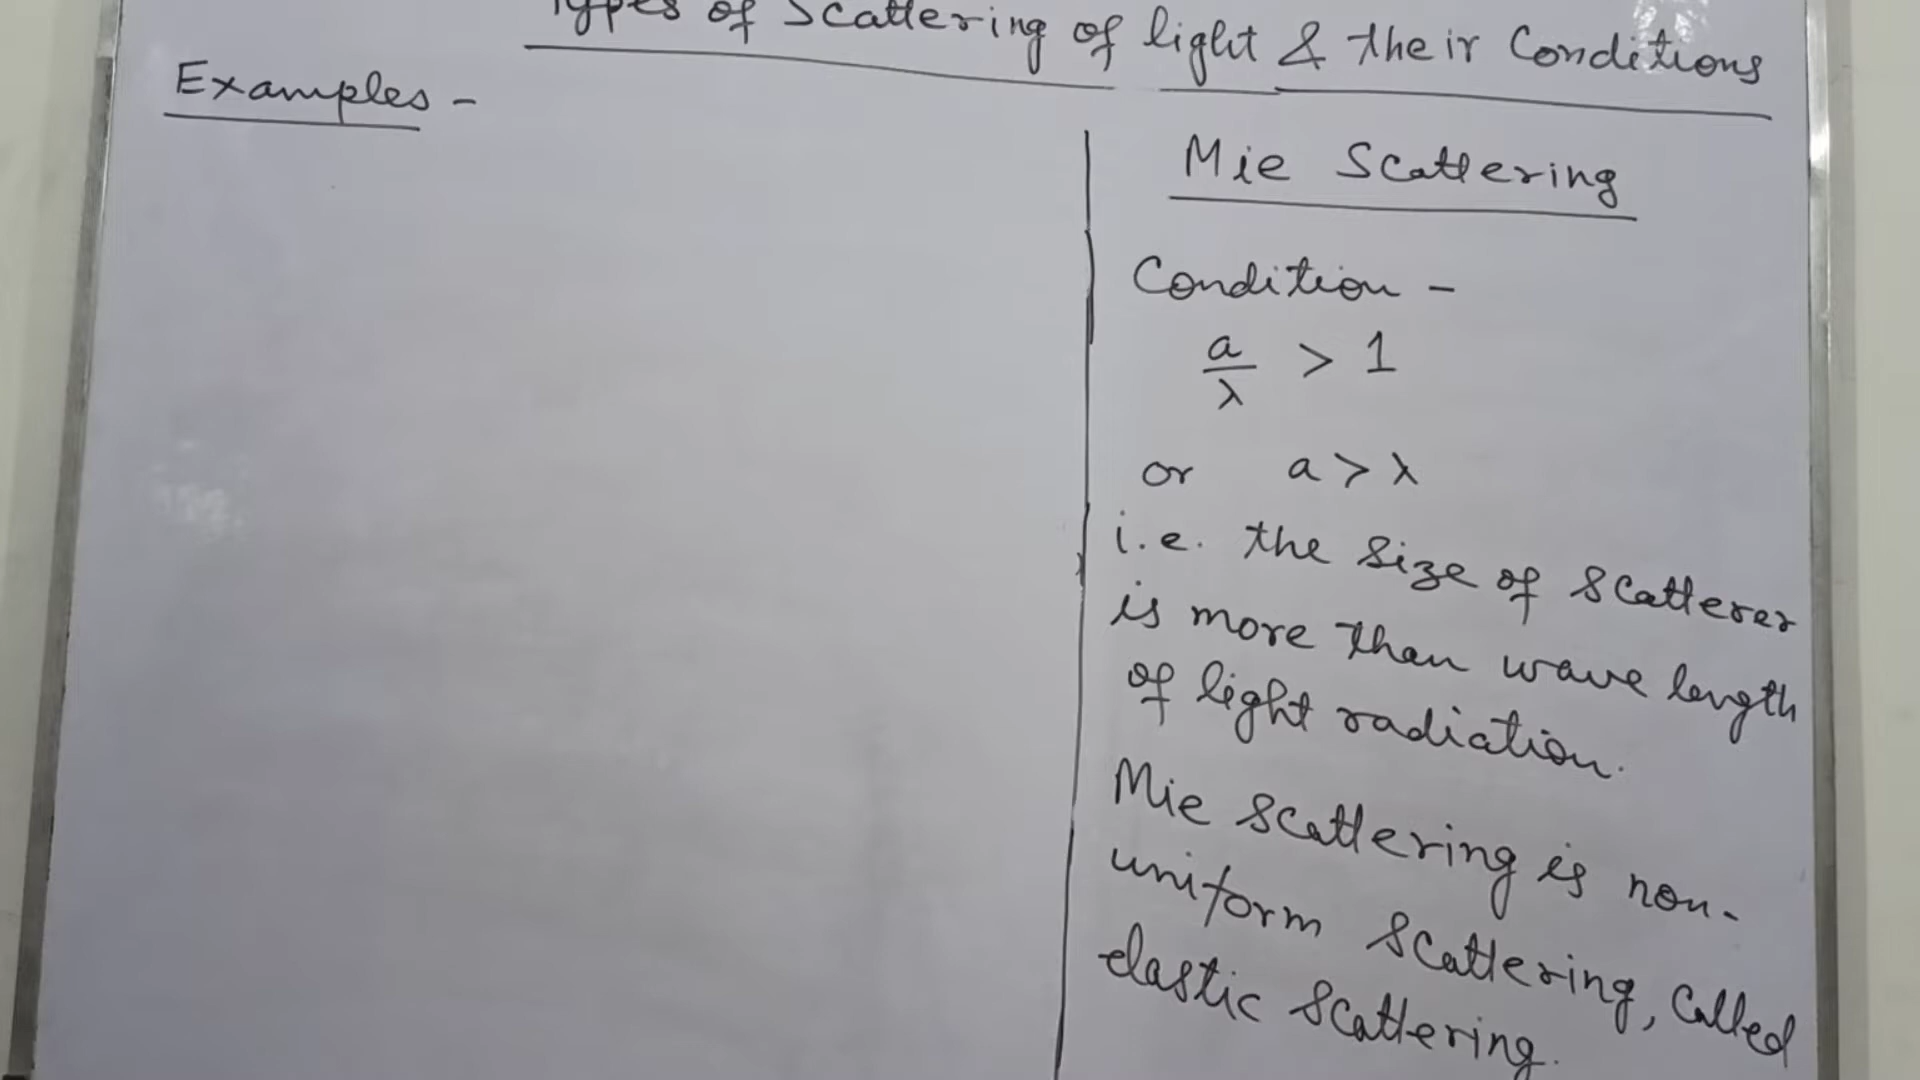 Types of Scattering of light & their Conditions
Examples -
Mie Scattering
Condition -
a/λ > 1
or a > λ
i.e. the size of scatterer
is more than wave length
of light radiation.
Mie scattering is non-
uniform scattering, called
elastic scattering.